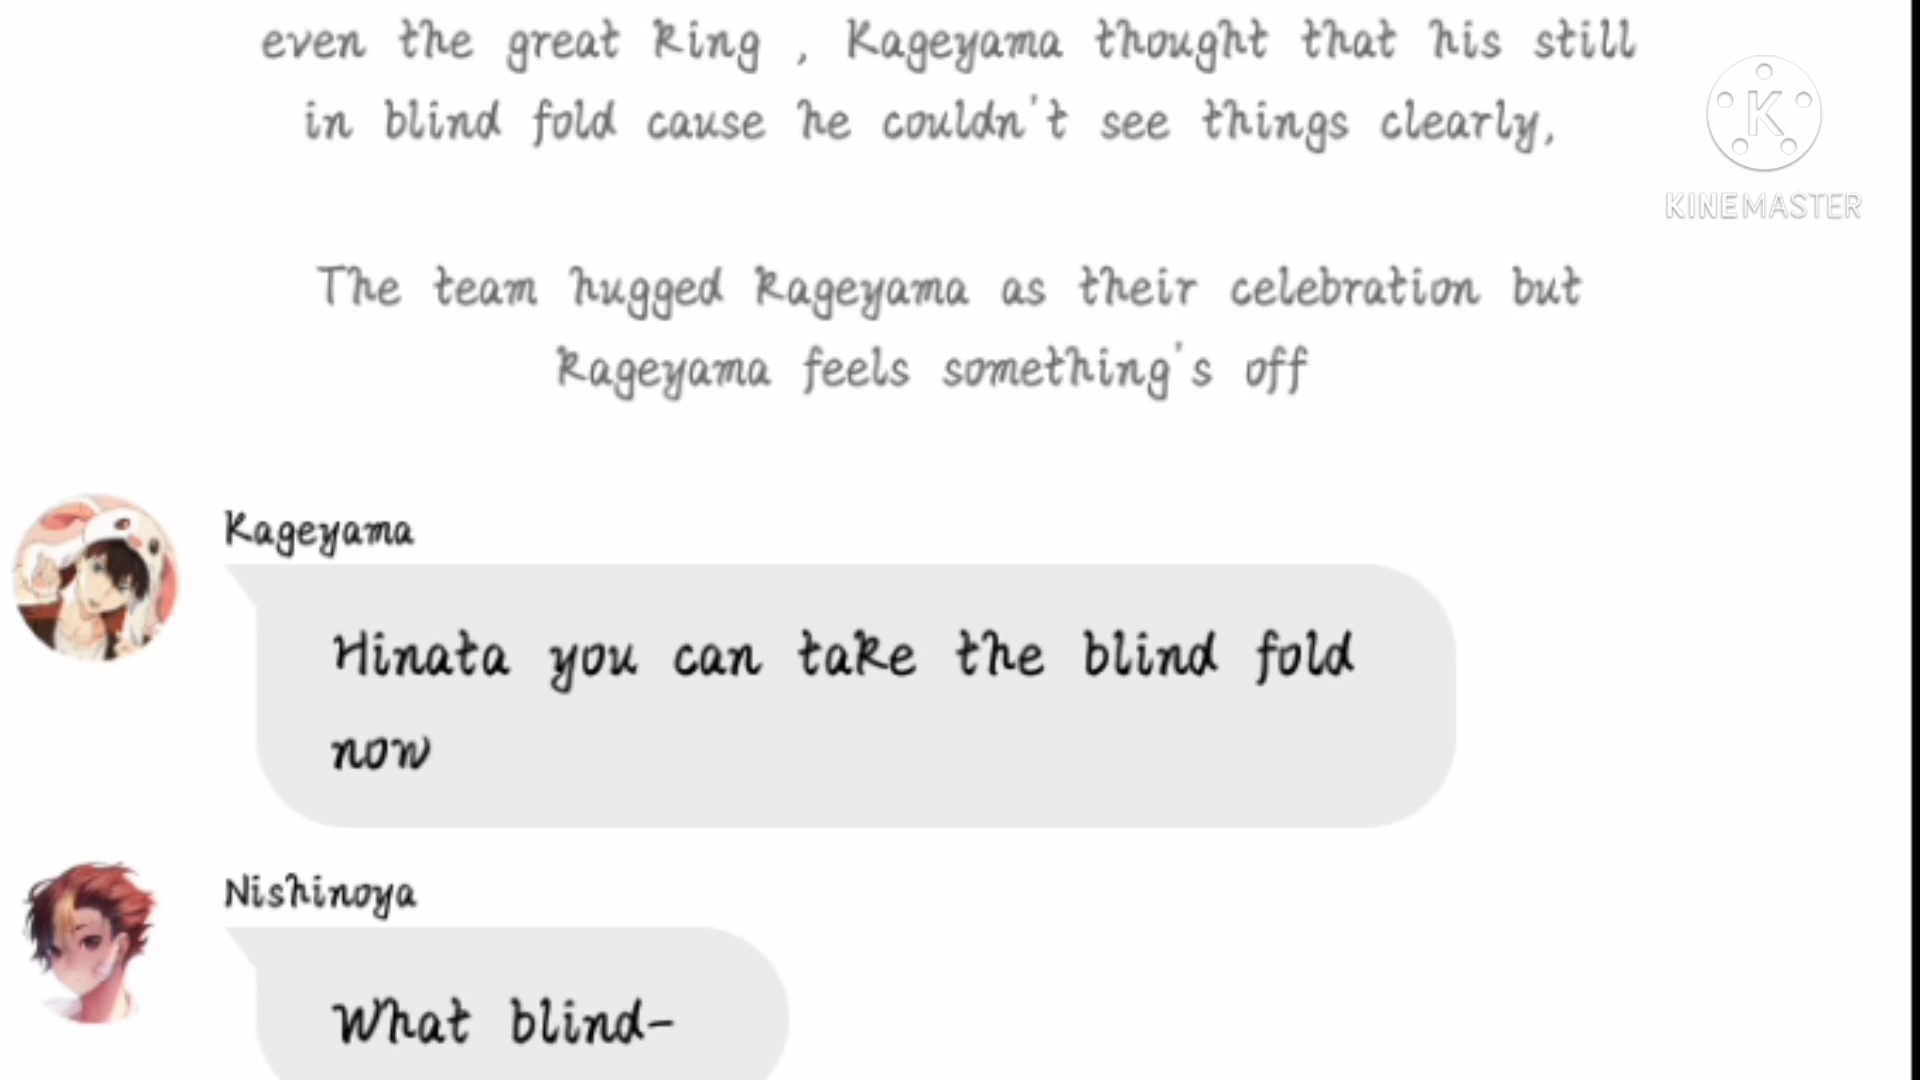 even the great King , Kageyama thought that his still
in blind fold cause he couldn't see things clearly,
K
KINEMASTER
The team hugged Kageyama as their celebration but
Kageyama feels something's off
Kageyama
Hinata you can take the blind fold
now
Nishinoya
What blind-